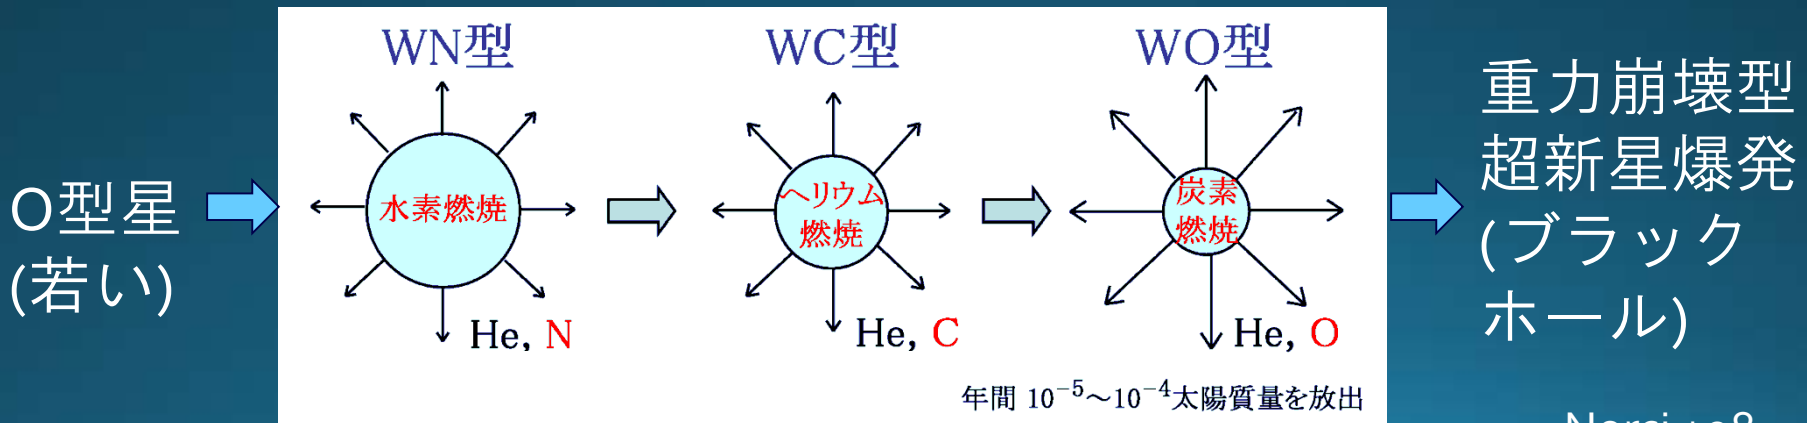 O型星
(若い)
WN型
水素燃焼
He, N
WC型
ヘリウム
燃焼
He, C
WO型
炭素
燃焼
He, O
年間 10⁻⁵～10⁻⁴太陽質量を放出
重力崩壊型
超新星爆発
(ブラック
ホール)